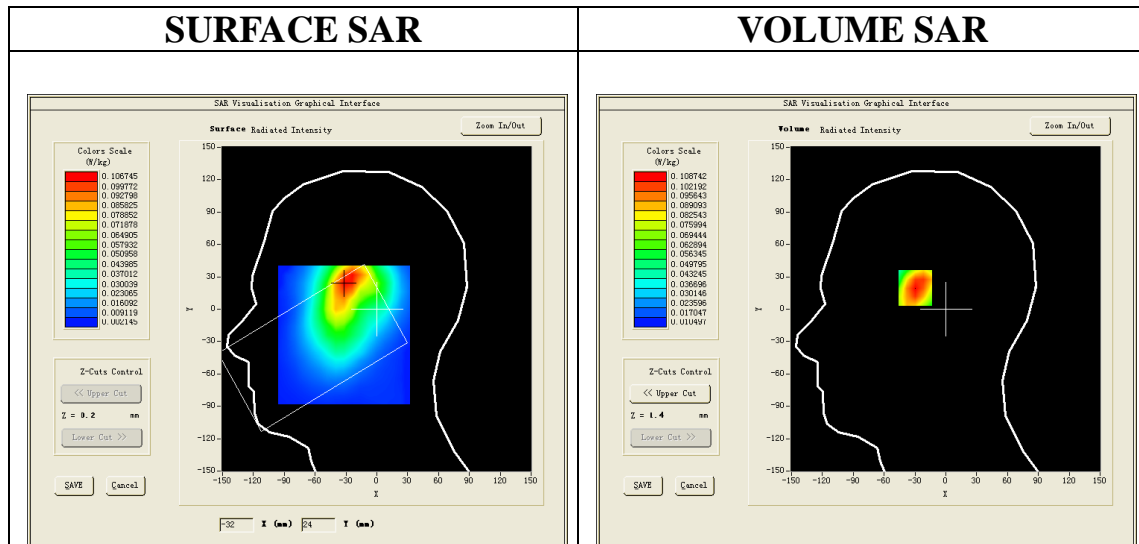 SURFACE SAR
VOLUME SAR
SAR Visualisation Graphical Interface
Surface Radiated Intensity
Zoom In/Out
Colors Scale
(W/kg)
0.106745
0.099772
0.092798
0.085825
0.078852
0.071878
0.064905
0.057932
0.050958
0.043985
0.037012
0.030039
0.023065
0.016092
0.009119
0.002145
Z-Cuts Control
<< Upper Cut
Z = 0.2 mm
Lower Cut >>
SAVE
Cancel
150
120
90
60
30
0
-30
-60
-90
-120
-150
Y
-150 -120 -90 -60 -30 0 30 60 90 120 150
X
-32 X (mm) 24 Y (mm)
SAR Visualisation Graphical Interface
Volume Radiated Intensity
Zoom In/Out
Colors Scale
(W/kg)
0.108742
0.102192
0.095643
0.089093
0.082543
0.075994
0.069444
0.062894
0.056345
0.049795
0.043245
0.036696
0.030146
0.023596
0.017047
0.010497
Z-Cuts Control
<< Upper Cut
Z = 1.4 mm
Lower Cut >>
SAVE
Cancel
150
120
90
60
30
0
-30
-60
-90
-120
-150
Y
-150 -120 -90 -60 -30 0 30 60 90 120 150
X